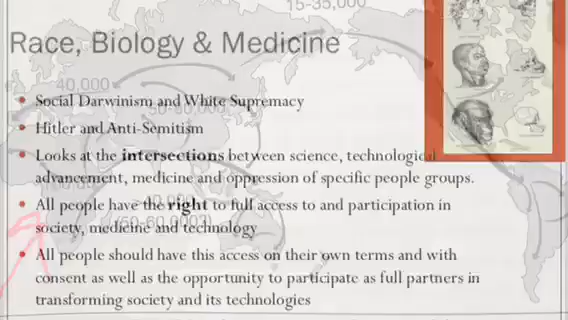 15-35,000
Race, Biology & Medicine
40,000
Social Darwinism and White Supremacy
Hitler and Anti-Semitism
Looks at the intersections between science, technological
advancement, medicine and oppression of specific people groups.
All people have the right to full access to and participation in
society, medicine and technology
All people should have this access on their own terms and with
consent as well as the opportunity to participate as full partners in
transforming society and its technologies